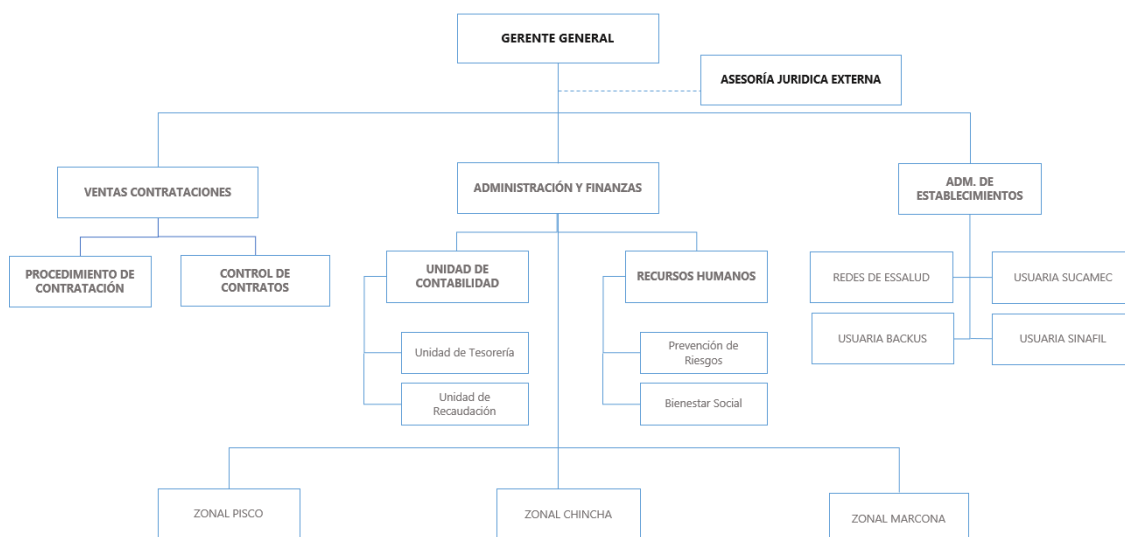 GERENTE GENERAL
ASESORÍA JURIDICA EXTERNA
VENTAS CONTRATACIONES
ADMINISTRACIÓN Y FINANZAS
ADM. DE
ESTABLECIMIENTOS
PROCEDIMIENTO DE
CONTRATACIÓN
CONTROL DE
CONTRATOS
UNIDAD DE
CONTABILIDAD
RECURSOS HUMANOS
REDES DE ESSALUD
USUARIA SUCAMEC
Unidad de Tesorería
Prevención de
Riesgos
USUARIA BACKUS
USUARIA SINAFIL
Unidad de
Recaudación
Bienestar Social
ZONAL PISCO
ZONAL CHINCHA
ZONAL MARCONA